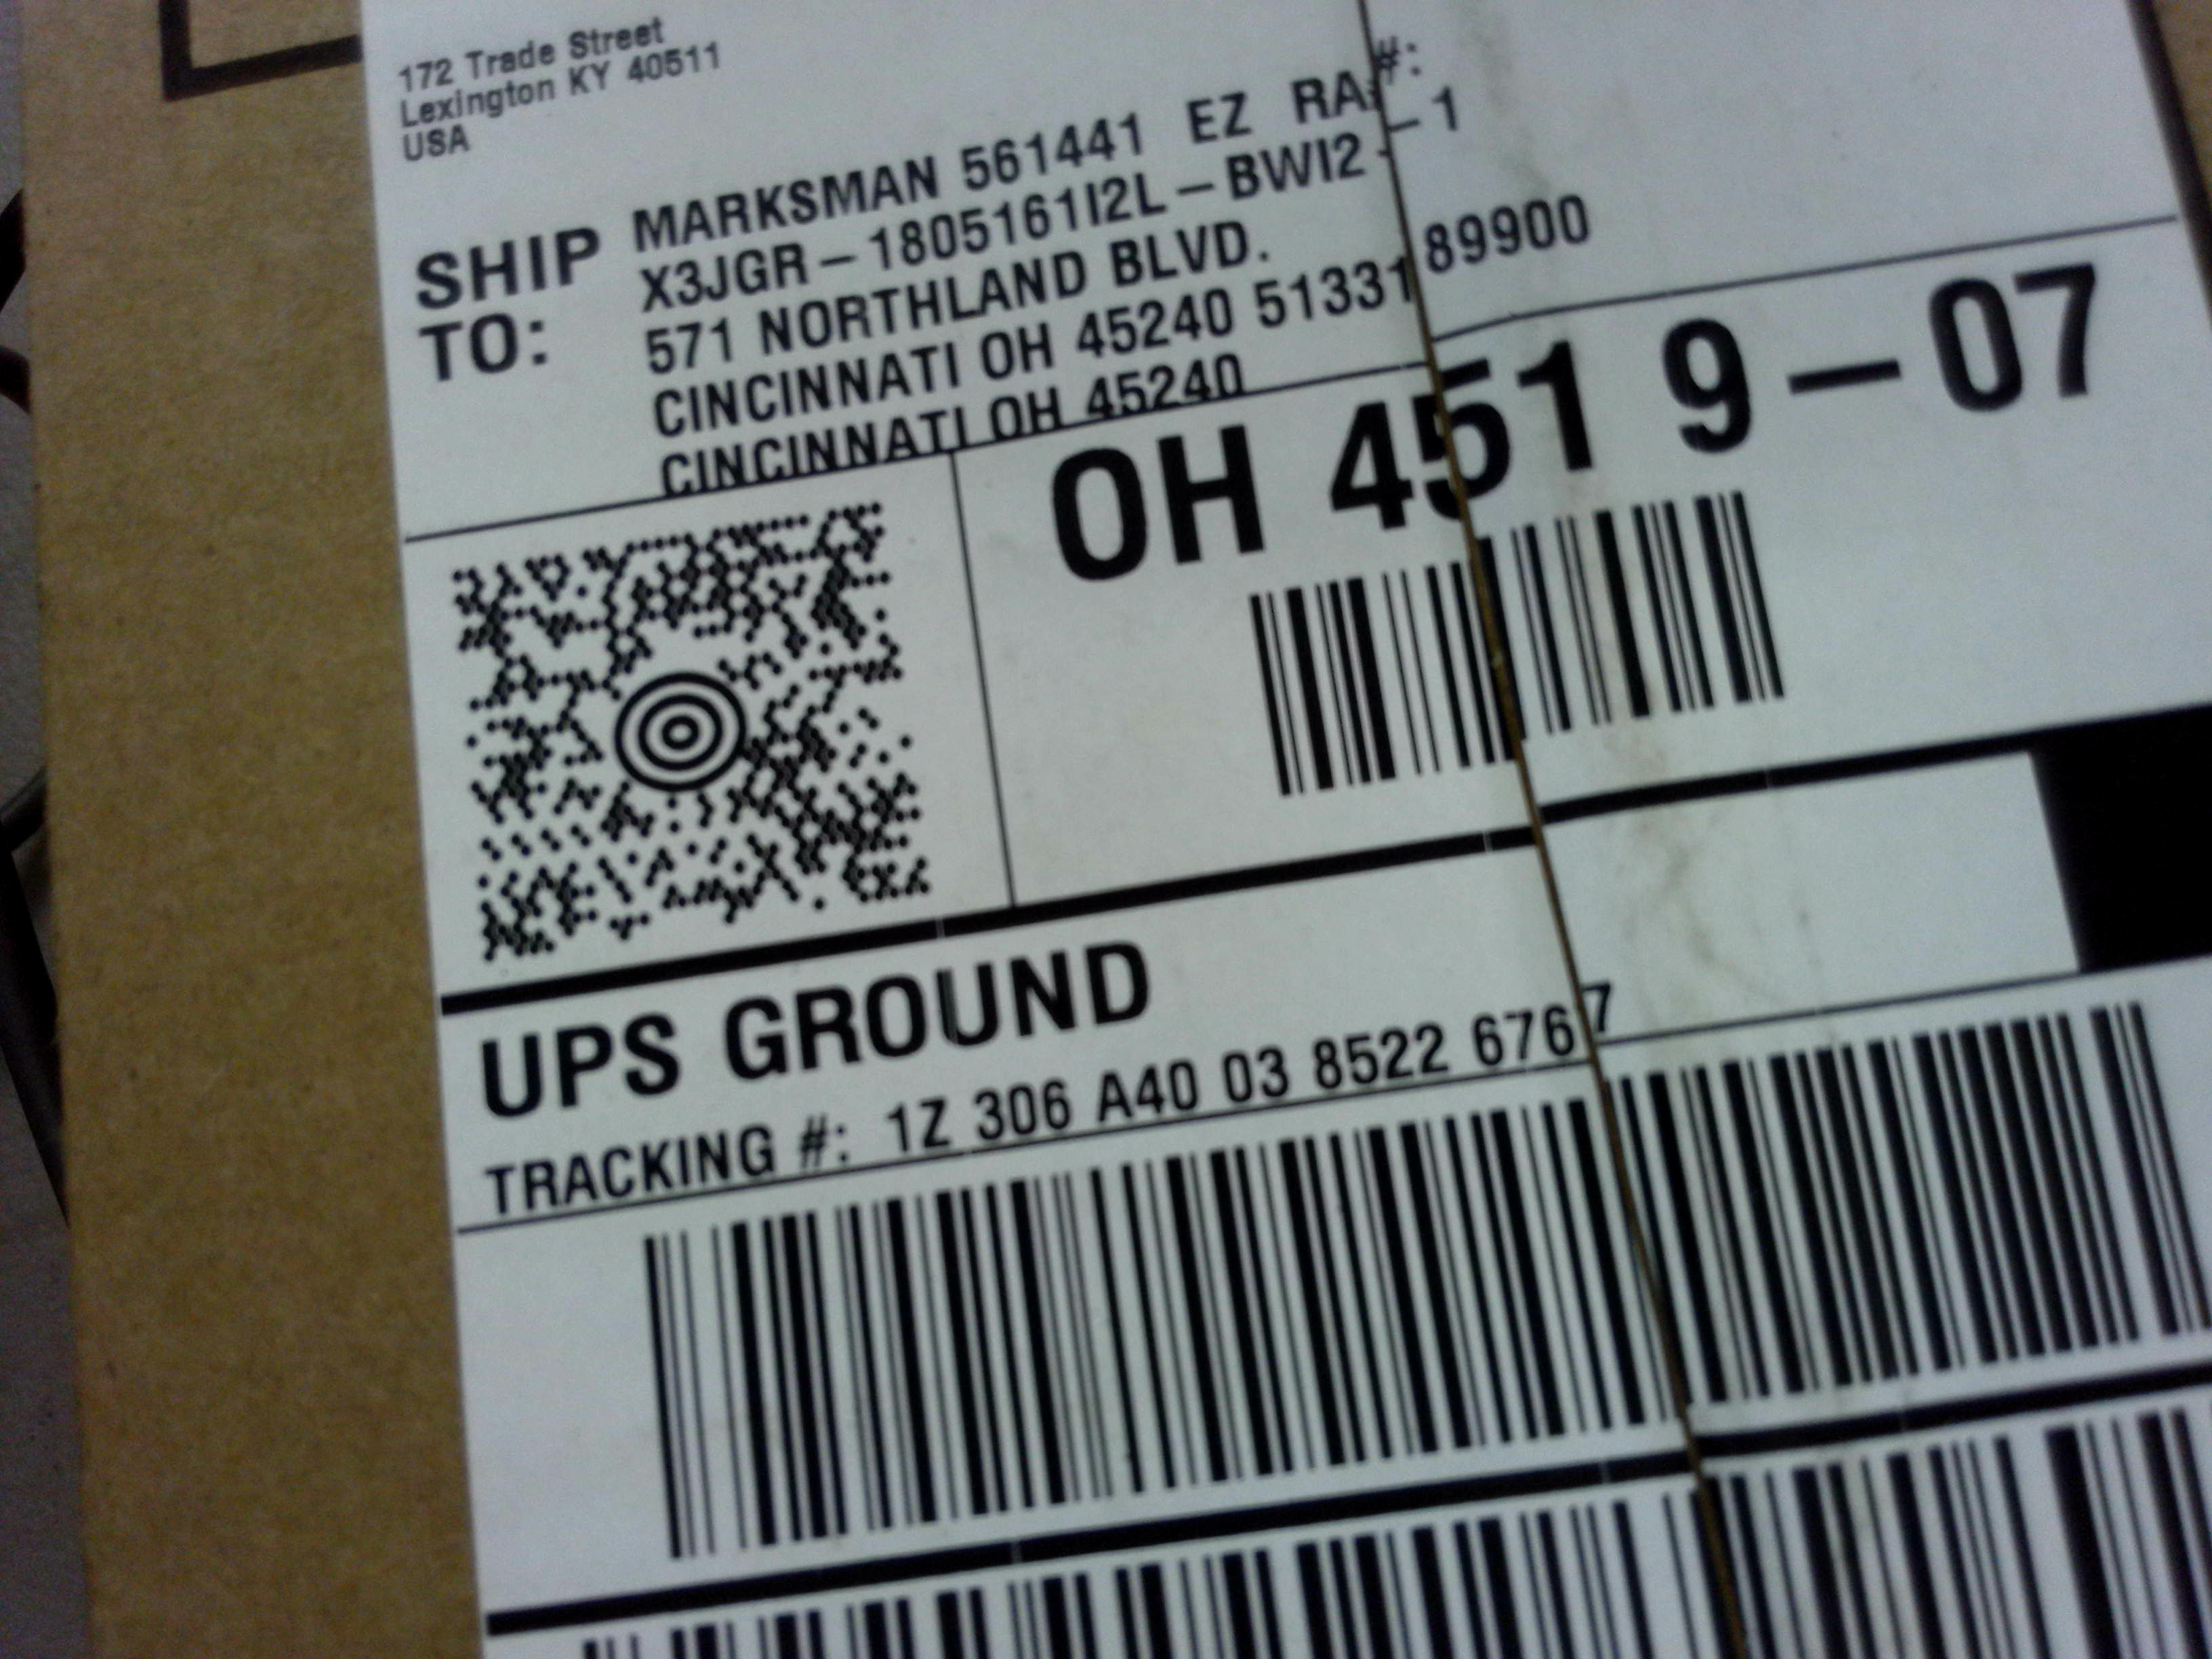 172 Trade Street
Lexington KY 40511
USA
SHIP TO:
MARKSMAN 561441 EZ RA#:
X3JGR-1805161I2L-BWI2-1
571 NORTHLAND BLVD.
CINCINNATI OH 45240 5133189900
CINCINNATI OH 45240
OH 451 9-07
UPS GROUND
TRACKING #: 1Z 306 A40 03 8522 6767